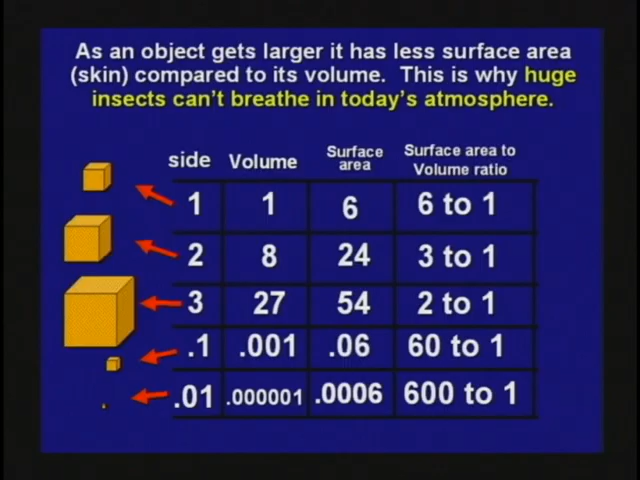 As an object gets larger it has less surface area
(skin) compared to its volume. This is why huge
insects can't breathe in today's atmosphere.
side Volume Surface area Surface area to Volume ratio
1 1 6 6 to 1
2 8 24 3 to 1
3 27 54 2 to 1
.1 .001 .06 60 to 1
.01 .000001 .0006 600 to 1